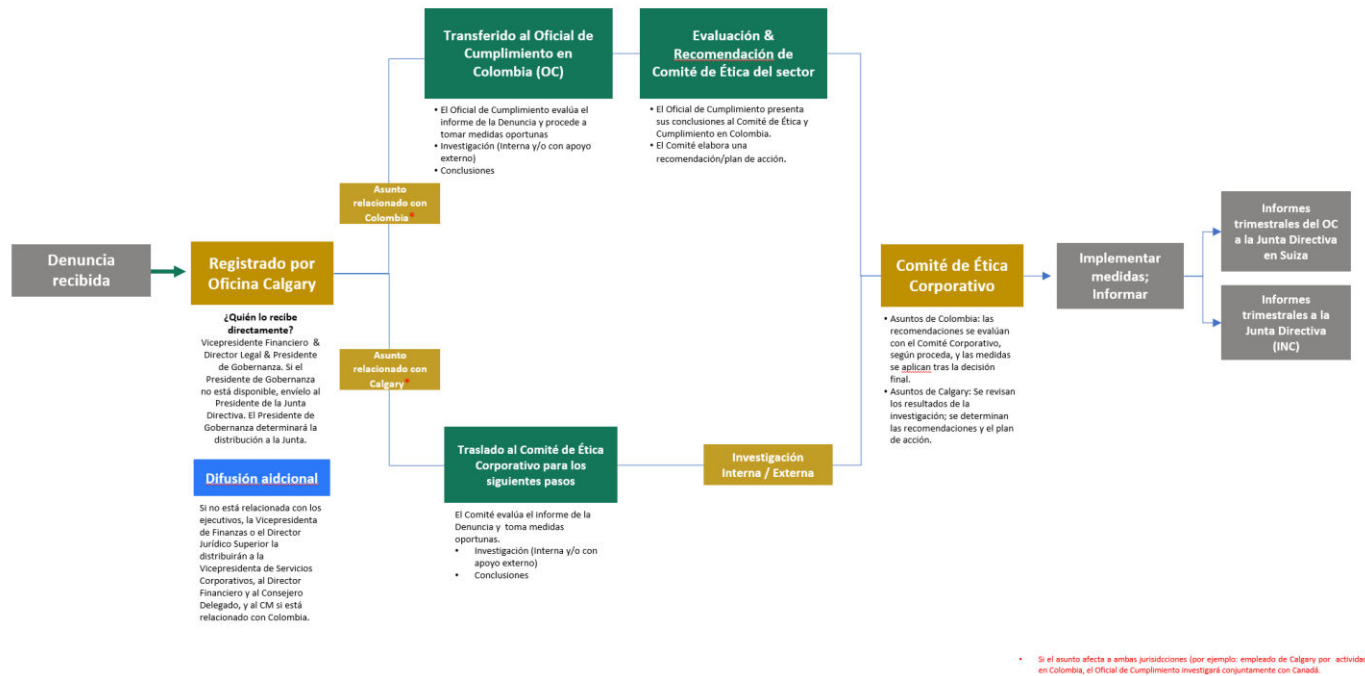 Denuncia
recibida
Registrado por
Oficina Calgary
¿Quién lo recibe
directamente?
Vicepresidente Financiero &
Director Legal & Presidente
de Gobernanza. Si el
Presidente de Gobernanza
no está disponible, envíelo al
Presidente de la Junta
Directiva. El Presidente de
Gobernanza determinará la
distribución a la Junta.
Difusión aidcional
Si no está relacionada con los
ejecutivos, la Vicepresidenta
de Finanzas o el Director
Jurídico Superior la
distribuirán a la
Vicepresidenta de Servicios
Corporativos, al Director
Financiero y al Consejero
Delegado, y al CM si está
relacionado con Colombia.
Asunto
relacionado con
Colombia*
Transferido al Oficial de
Cumplimiento en
Colombia (OC)
• El Oficial de Cumplimiento evalúa el
informe de la Denuncia y procede a
tomar medidas oportunas
• Investigación (Interna y/o con apoyo
externo)
• Conclusiones
Evaluación &
Recomendación de
Comité de Ética del sector
• El Oficial de Cumplimiento presenta
sus conclusiones al Comité de Ética y
Cumplimiento en Colombia.
• El Comité elabora una
recomendación/plan de acción.
Asunto
relacionado con
Calgary*
Traslado al Comité de Ética
Corporativo para los
siguientes pasos
El Comité evalúa el informe de la
Denuncia y toma medidas
oportunas.
• Investigación (Interna y/o con
apoyo externo)
• Conclusiones
Investigación
Interna / Externa
Comité de Ética
Corporativo
• Asuntos de Colombia: las
recomendaciones se evalúan
con el Comité Corporativo,
según proceda, y las medidas
se aplican tras la decisión
final.
• Asuntos de Calgary: Se revisan
los resultados de la
investigación; se determinan
las recomendaciones y el plan
de acción.
Implementar
medidas;
Informar
Informes
trimestrales del OC
a la Junta Directiva
en Suiza
Informes
trimestrales a la
Junta Directiva
(INC)
• Si el asunto afecta a ambas jurisidcciones (por ejemplo: empleado de Calgary por actividad
en Colombia, el Oficial de Cumplimiento investigará conjuntamente con Canadá.